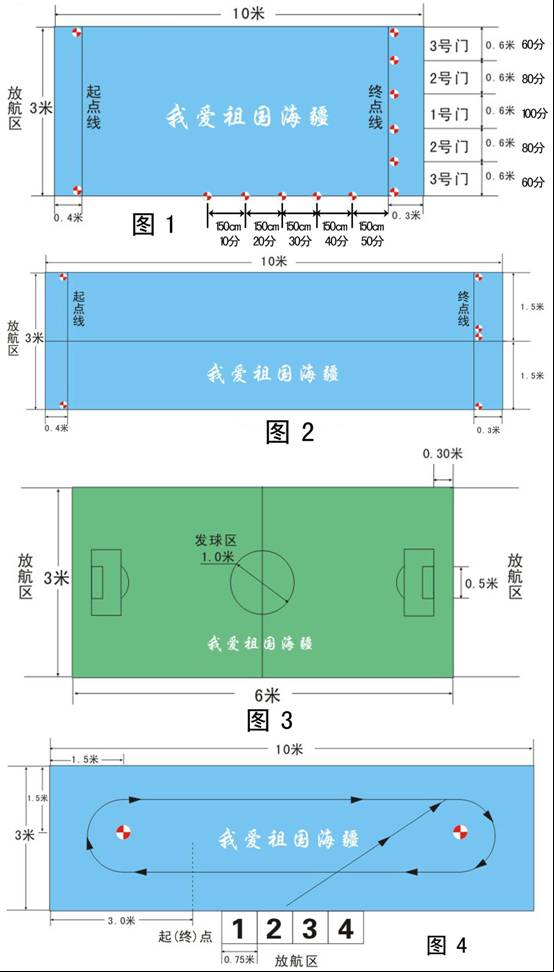 10米
放航区
3米
起点线
我爱祖国海疆
终点线
3号门 0.6米 60分
2号门 0.6米 80分
1号门 0.6米 100分
2号门 0.6米 80分
3号门 0.6米 60分
0.4米
图 1
150cm 150cm 150cm 150cm 150cm
10分 20分 30分 40分 50分
0.3米
10米
放航区
3米
起点线
终点线
1.5米
我爱祖国海疆
1.5米
0.4米
图 2
0.3米
0.30米
放航区
3米
发球区
1.0米
0.5米
放航区
我爱祖国海疆
6米
图 3
10米
1.5米
1.5米
3米
我爱祖国海疆
3.0米
起(终)点
1 2 3 4
0.75米
放航区
图 4